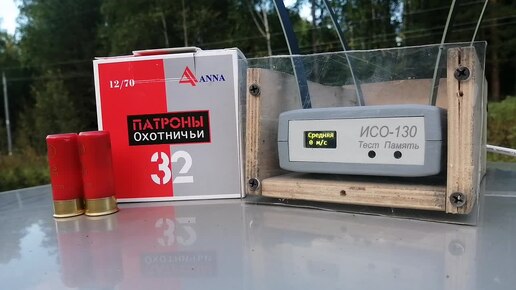 12/70
ANNA
ПАТРОНЫ
ОХОТНИЧЬИ
32
Средняя
0 м/с
ИСО-130
Тест Память